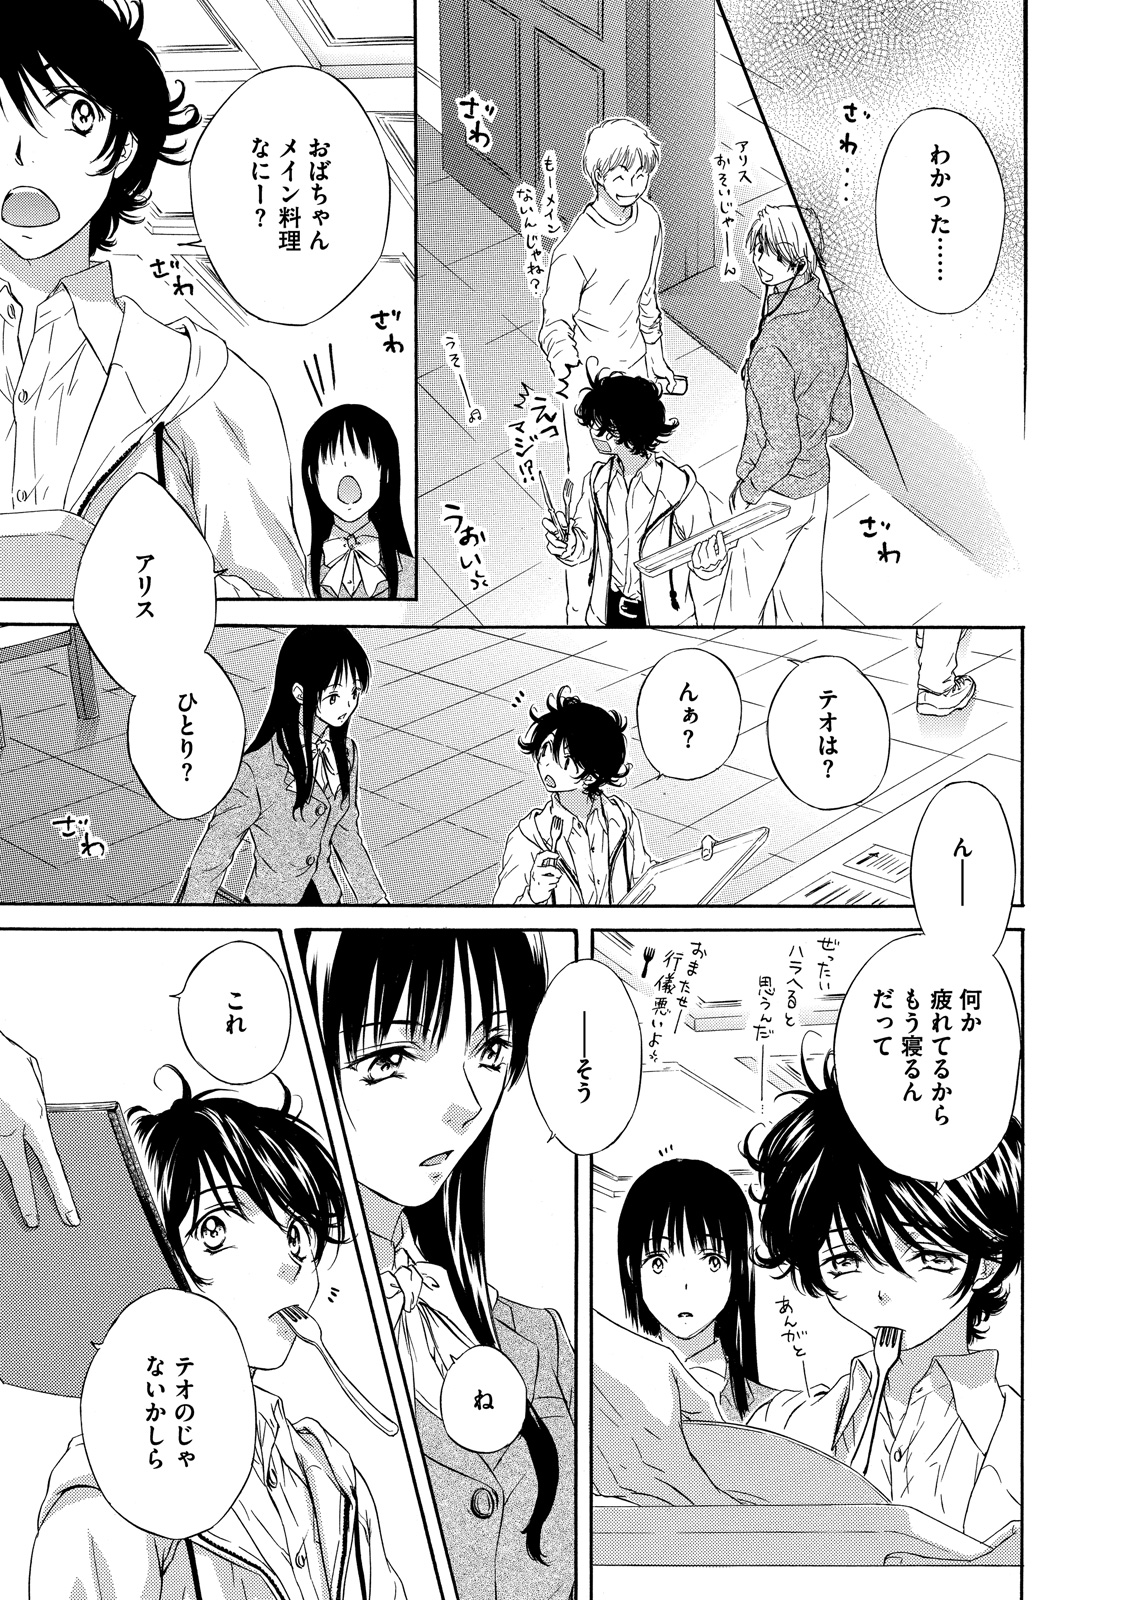 わかった……
ざわ…
ざわ
アリス
おそいじゃーん
もーメイン
ないんじゃね?
えっ
マジ!?
うそー
うおい
ざわ
おばちゃん
メイン料理
なにー?
ざわ
ざわ
テオは?
んぁ?
アリス
ひとり?
ざわ
んー
何か
疲れてるから
もう寝るん
だって
ぜったい
ハラへると
思うんだ
おまたせー
行儀悪いよ
あんがと
―そう
ね
これ
テオのじゃ
ないかしら